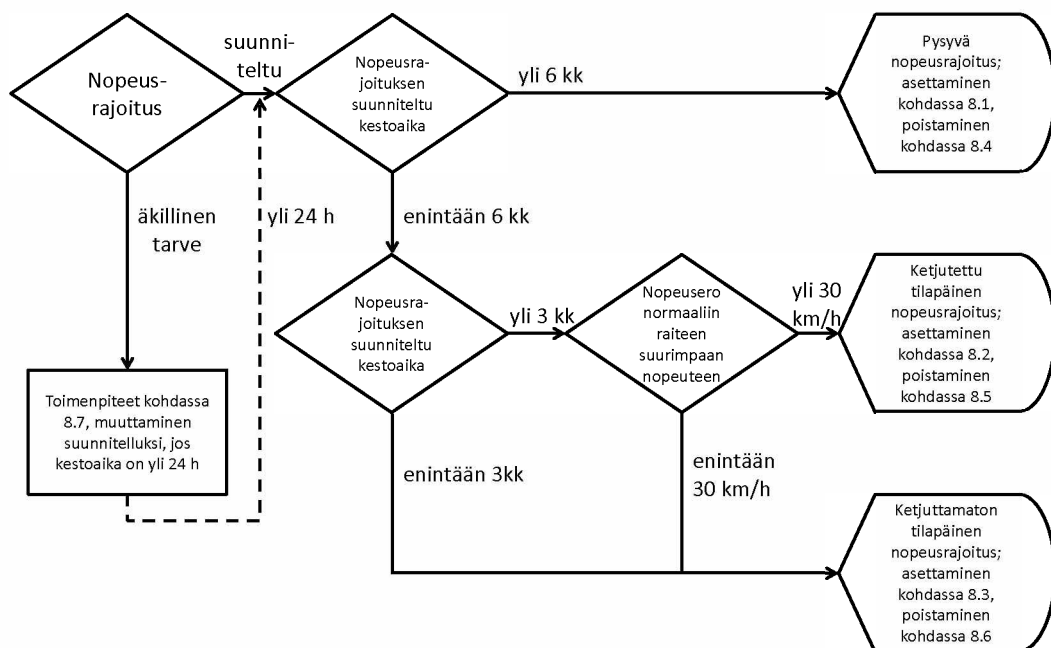 Nopeus-
rajoitus
suunni-
teltu
Nopeusra-
joituksen
suunniteltu
kestoaika
yli 6 kk
Pysyvä
nopeusrajoitus;
asettaminen
kohdassa 8.1,
poistaminen
kohdassa 8.4
äkillinen
tarve
yli 24 h
enintään 6 kk
Nopeusra-
joituksen
suunniteltu
kestoaika
yli 3 kk
Nopeusero
normaaliin
raiteen
suurimpaan
nopeuteen
yli 30
km/h
Ketjutettu
tilapäinen
nopeusrajoitus;
asettaminen
kohdassa 8.2,
poistaminen
kohdassa 8.5
Toimenpiteet kohdassa
8.7, muuttaminen
suunnitelluksi, jos
kestoaika on yli 24 h
enintään 3kk
enintään
30 km/h
Ketjuttamaton
tilapäinen
nopeusrajoitus;
asettaminen
kohdassa 8.3,
poistaminen
kohdassa 8.6